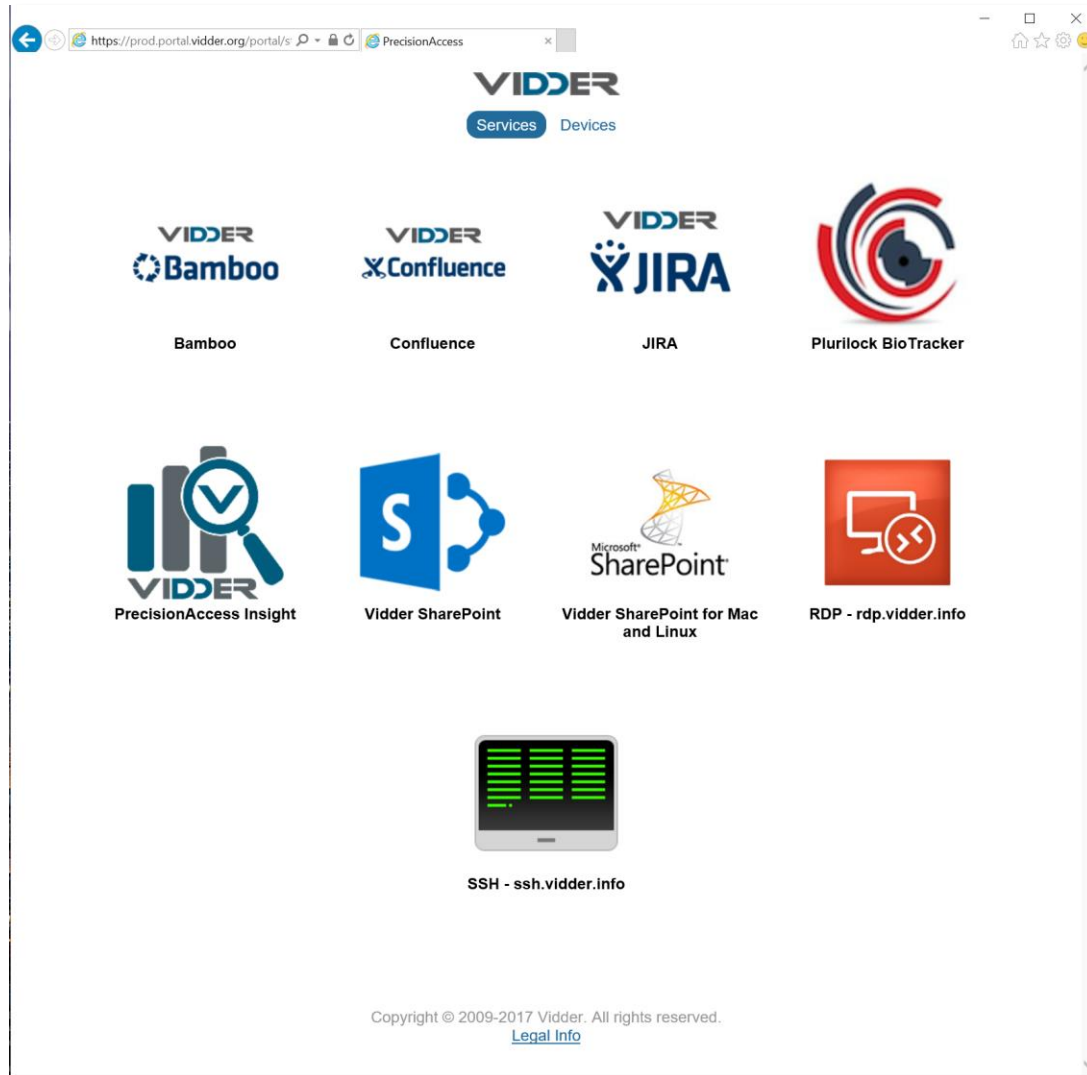 https://prod.portal.vidder.org/portal/s
PrecisionAccess
VIDDER
Services
Devices
VIDDER
Bamboo
Bamboo
VIDDER
Confluence
Confluence
VIDDER
JIRA
JIRA
Plurilock BioTracker
VIDDER
PrecisionAccess Insight
S
Vidder SharePoint
Microsoft®
SharePoint®
Vidder SharePoint for Mac
and Linux
RDP - rdp.vidder.info
SSH - ssh.vidder.info
Copyright © 2009-2017 Vidder. All rights reserved.
Legal Info